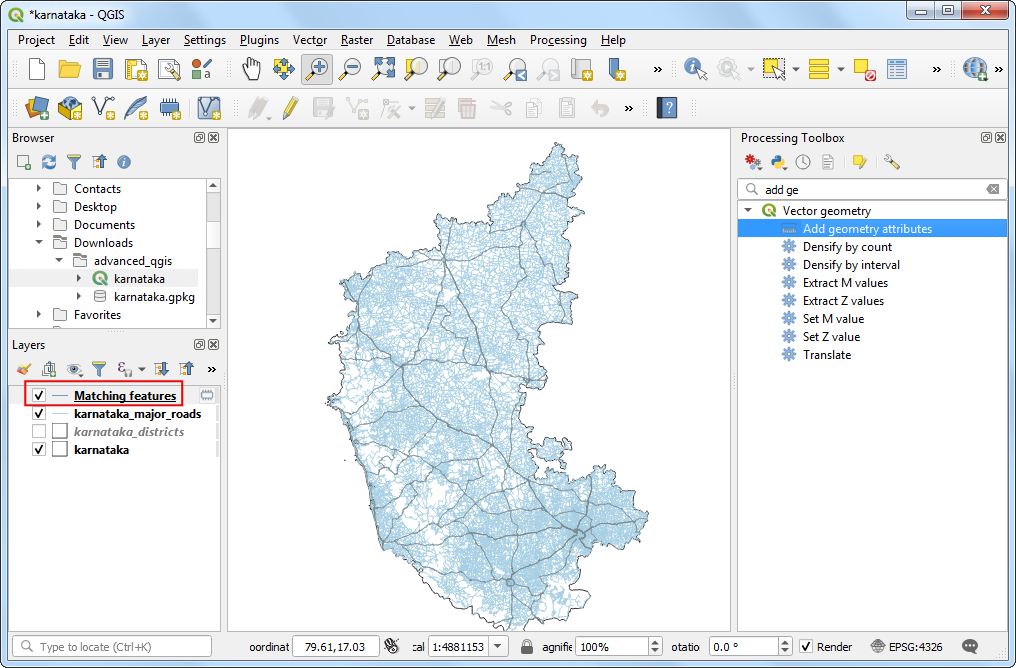 *karnataka - QGIS
Project Edit View Layer Settings Plugins Vector Raster Database Web Mesh Processing Help
Browser
Contacts
Desktop
Documents
Downloads
advanced_qgis
karnataka
karnataka.gpkg
Favorites
Layers
Matching features
karnataka_major_roads
karnataka_districts
karnataka
Processing Toolbox
add ge
Vector geometry
Add geometry attributes
Densify by count
Densify by interval
Extract M values
Extract Z values
Set M value
Set Z value
Translate
Type to locate (Ctrl+K) oordinat 79.61,17.03 cal 1:4881153 agnifie 100% otatio 0.0 ° Render EPSG:4326